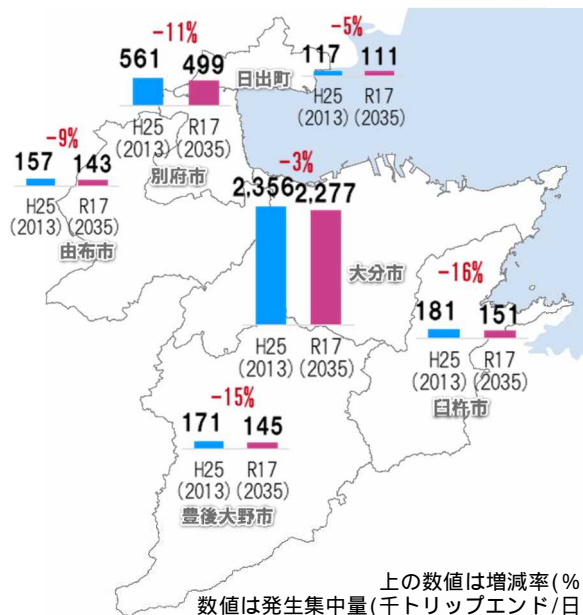 -11%
561 499
H25 R17
(2013) (2035)
別府市
-5%
117 111
日出町
H25 R17
(2013) (2035)
-9%
157 143
H25 R17
(2013) (2035)
由布市
-3%
2,356 2,277
大分市
H25 R17
(2013) (2035)
-16%
181 151
H25 R17
(2013) (2035)
臼杵市
-15%
171 145
H25 R17
(2013) (2035)
豊後大野市
上の数値は増減率(%
数値は発生集中量(千トリップエンド/日